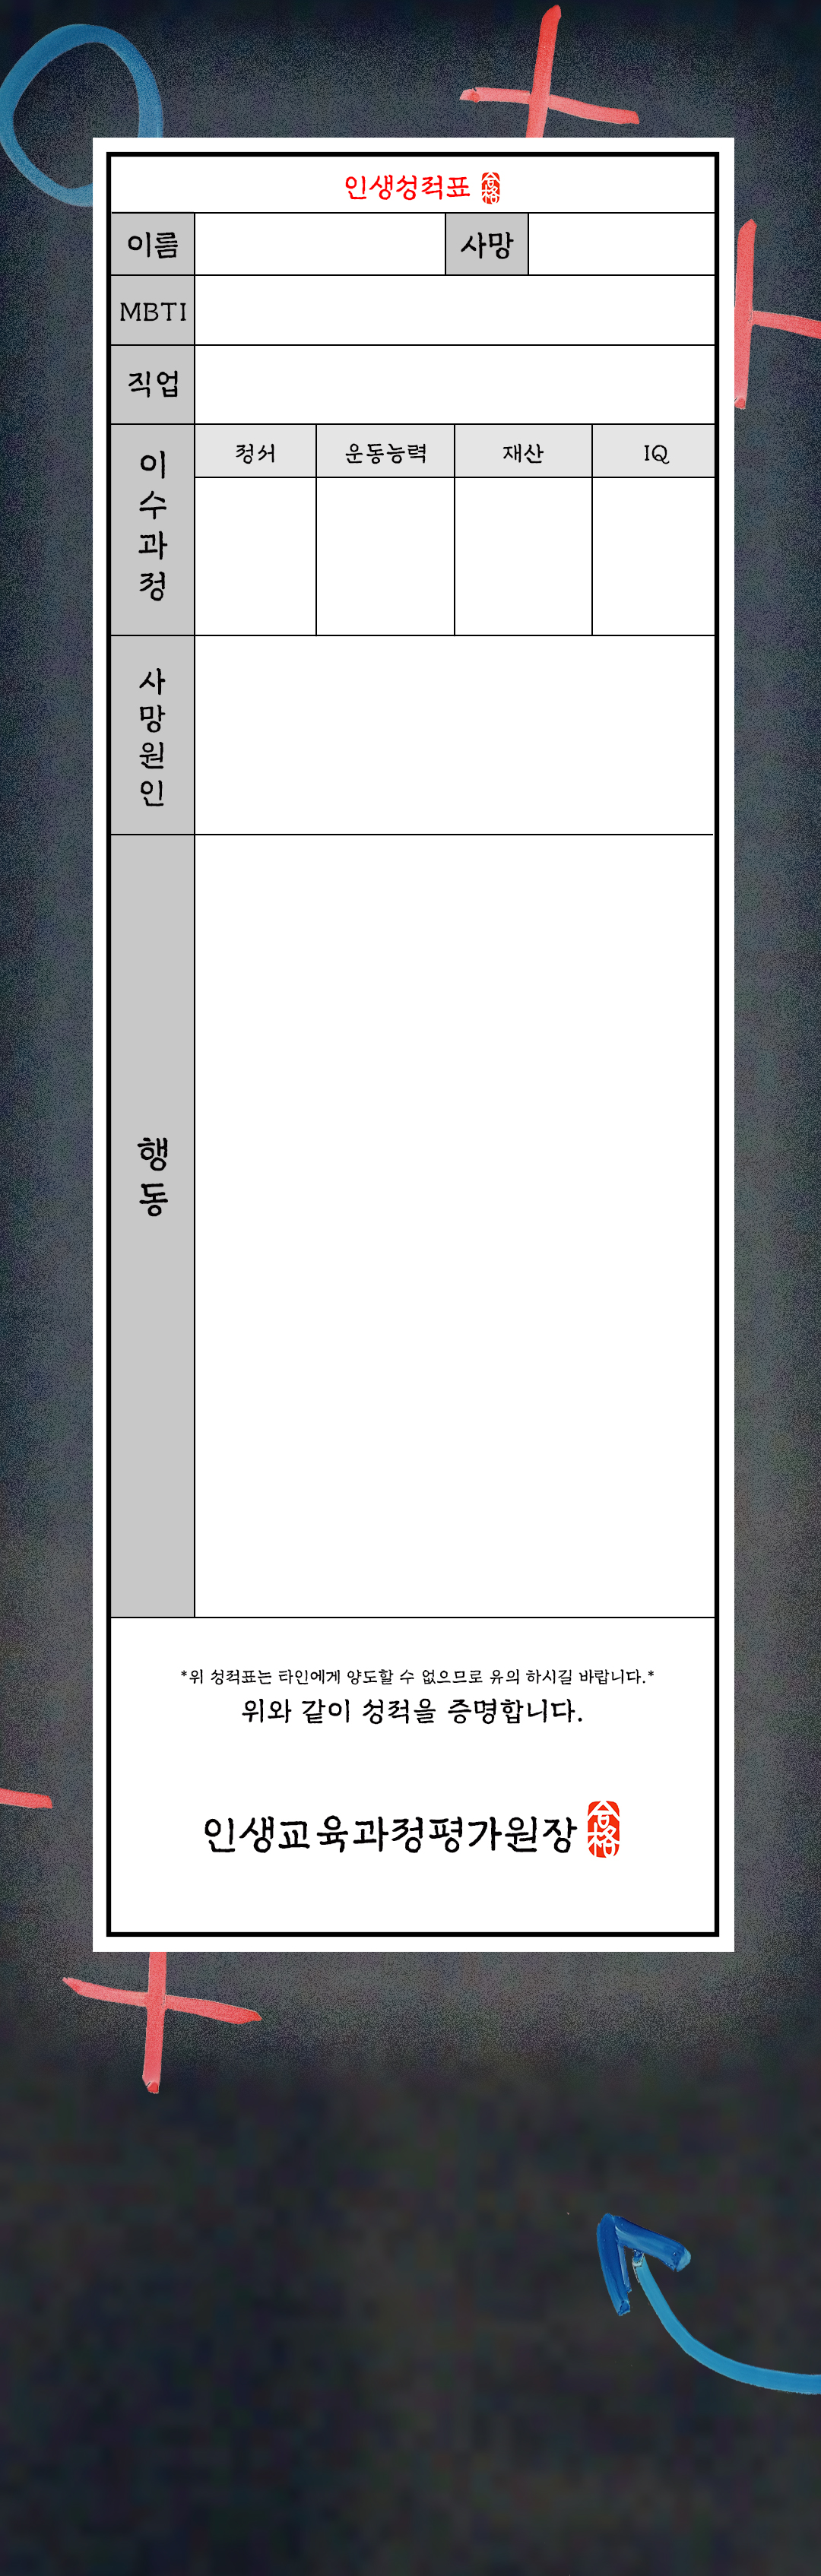 인생성적표 合格
이름 사망
MBTI
직업
이수과정
정서 운동능력 재산 IQ
사망원인
행동
*위 성적표는 타인에게 양도할 수 없으므로 유의 하시길 바랍니다.*
위와 같이 성적을 증명합니다.
인생교육과정평가원장 合格